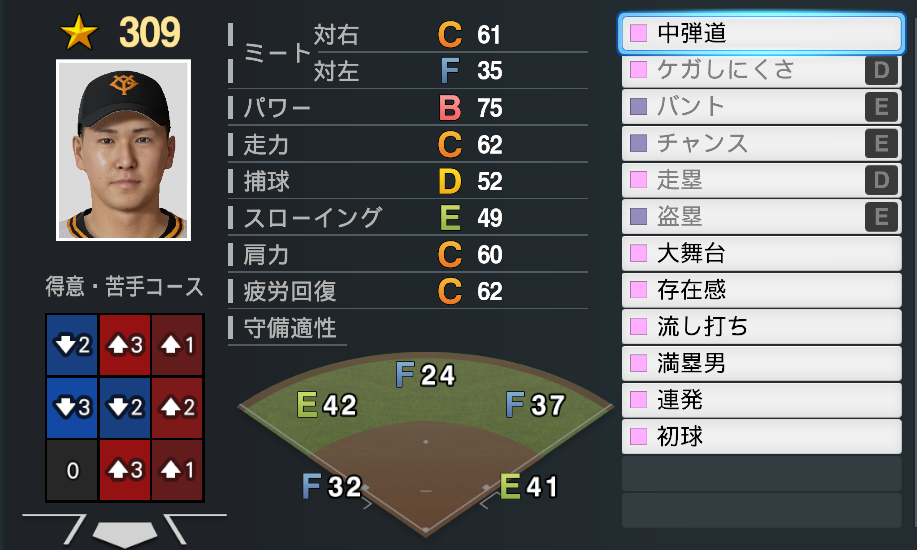 309
YG
ミート 対右 C 61
対左 F 35
パワー B 75
走力 C 62
捕球 D 52
スローイング E 49
肩力 C 60
疲労回復 C 62
守備適性
得意・苦手コース
2 3 1
3 2 2
0 3 1
F 24
E 42
F 37
F 32
E 41
中弾道
ケガしにくさ D
バント E
チャンス E
走塁 D
盗塁 E
大舞台
存在感
流し打ち
満塁男
連発
初球